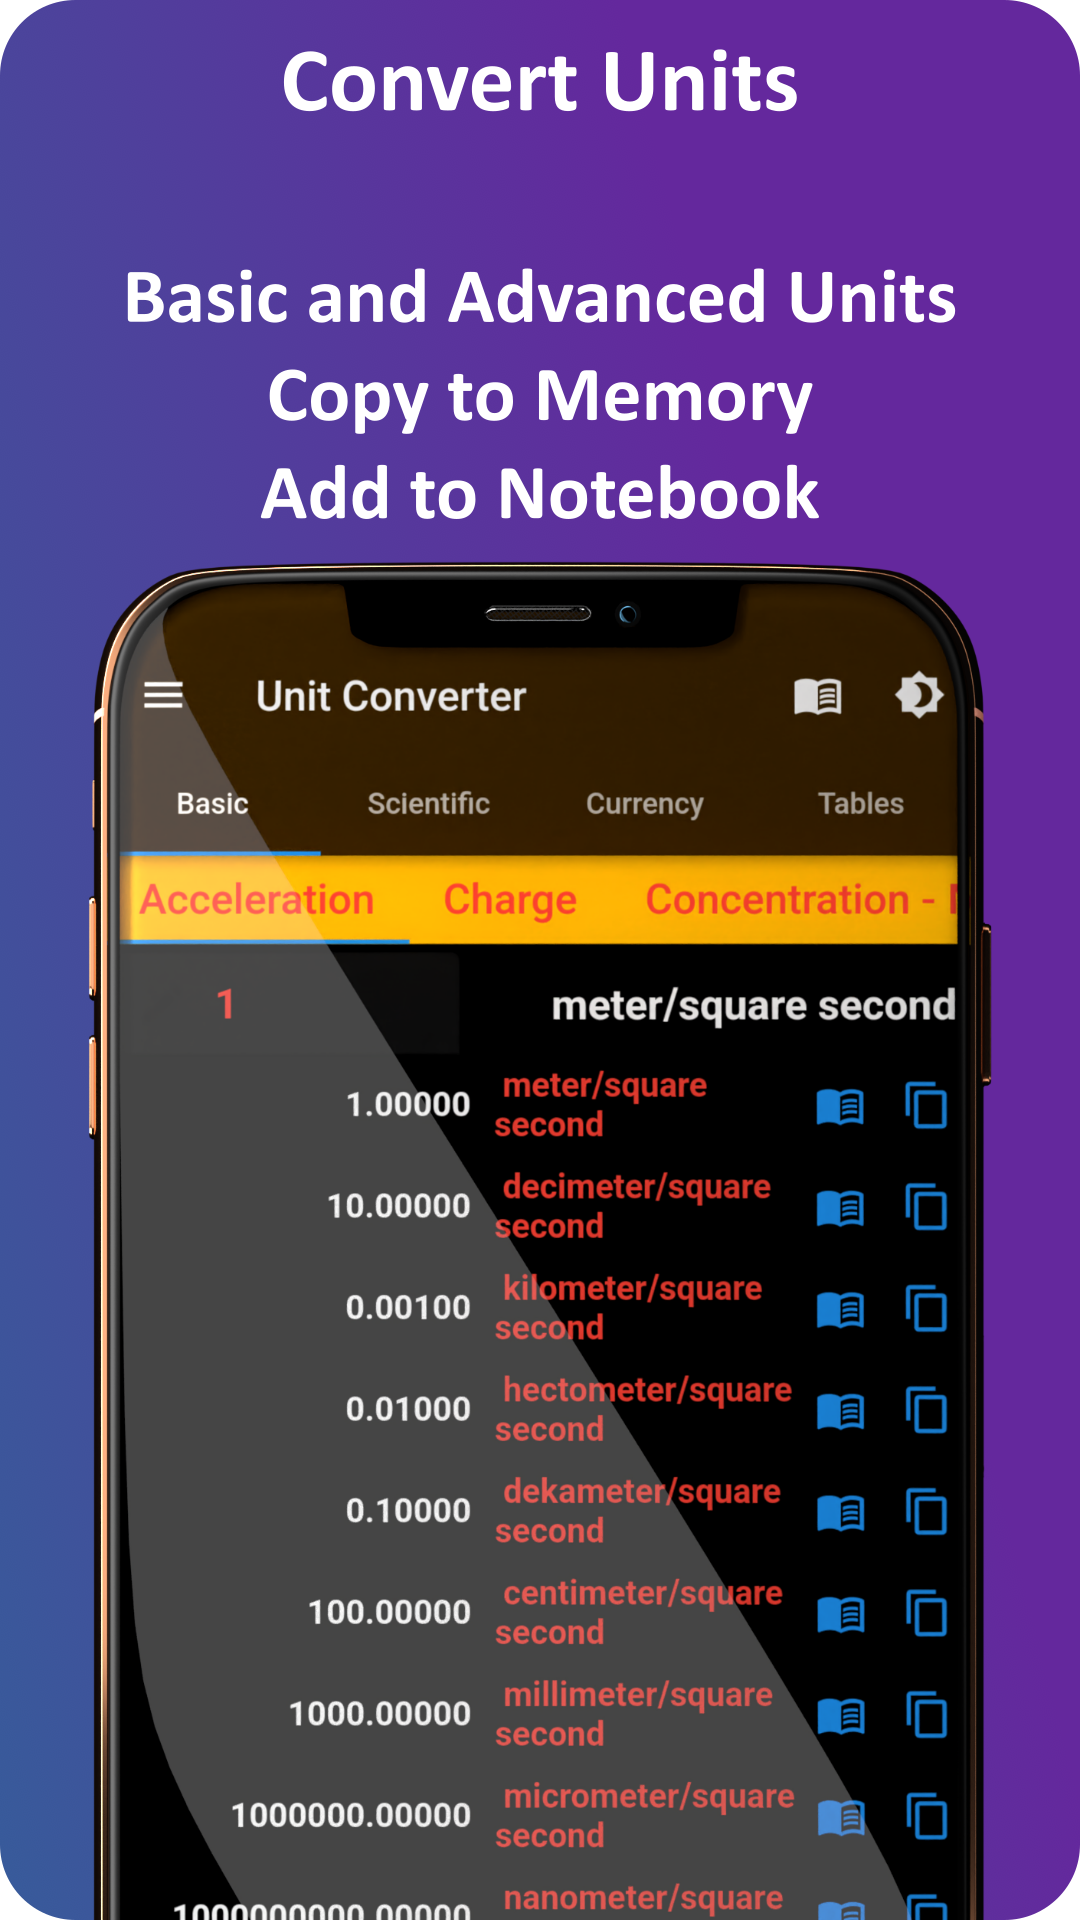 Convert Units
Basic and Advanced Units
Copy to Memory
Add to Notebook
Unit Converter
Basic Scientific Currency Tables
Acceleration Charge Concentration -
1 meter/square second
1.00000 meter/square
second
10.00000 decimeter/square
second
0.00100 kilometer/square
second
0.01000 hectometer/square
second
0.10000 dekameter/square
second
100.00000 centimeter/square
second
1000.00000 millimeter/square
second
1000000.00000 micrometer/square
second
1000000000.00000 nanometer/square